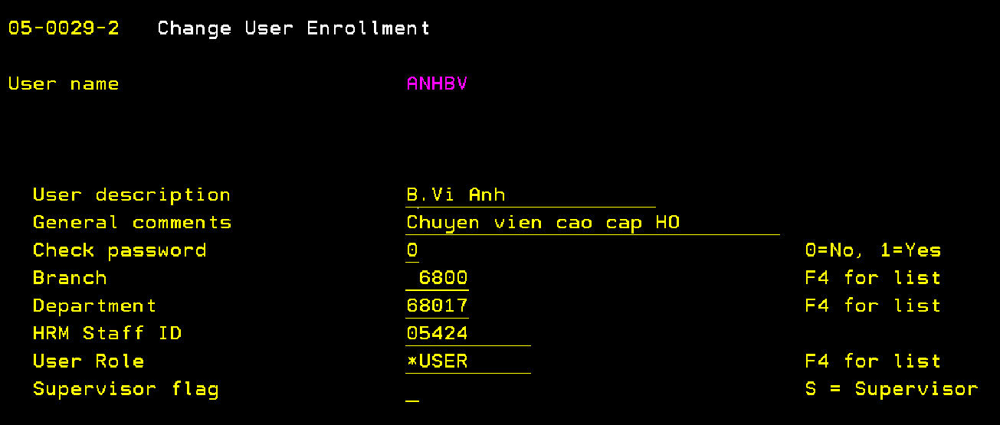 05-0029-2 Change User Enrollment
User name ANHBV
User description B.Vi Anh
General comments Chuyen vien cao cap HO
Check password 0 0=No, 1=Yes
Branch 6800 F4 for list
Department 68017 F4 for list
HRM Staff ID 05424
User Role *USER F4 for list
Supervisor flag _ S = Supervisor